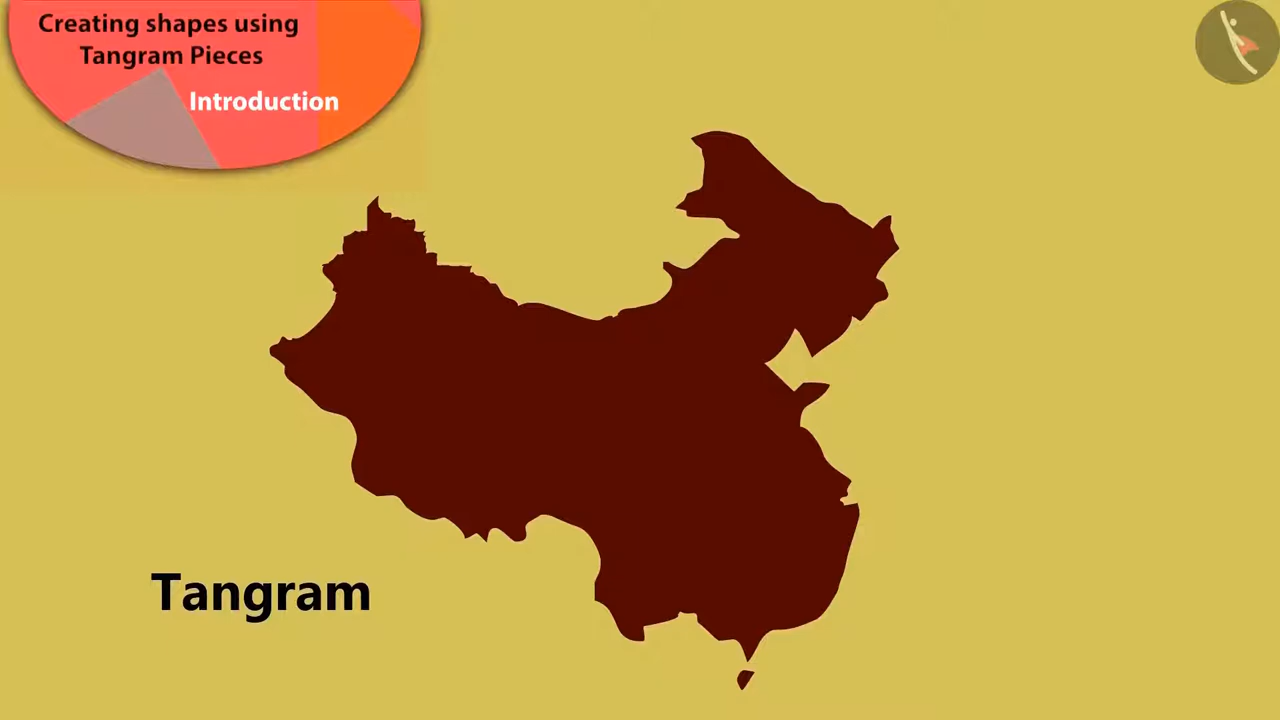 Creating shapes using
Tangram Pieces
Introduction
Tangram